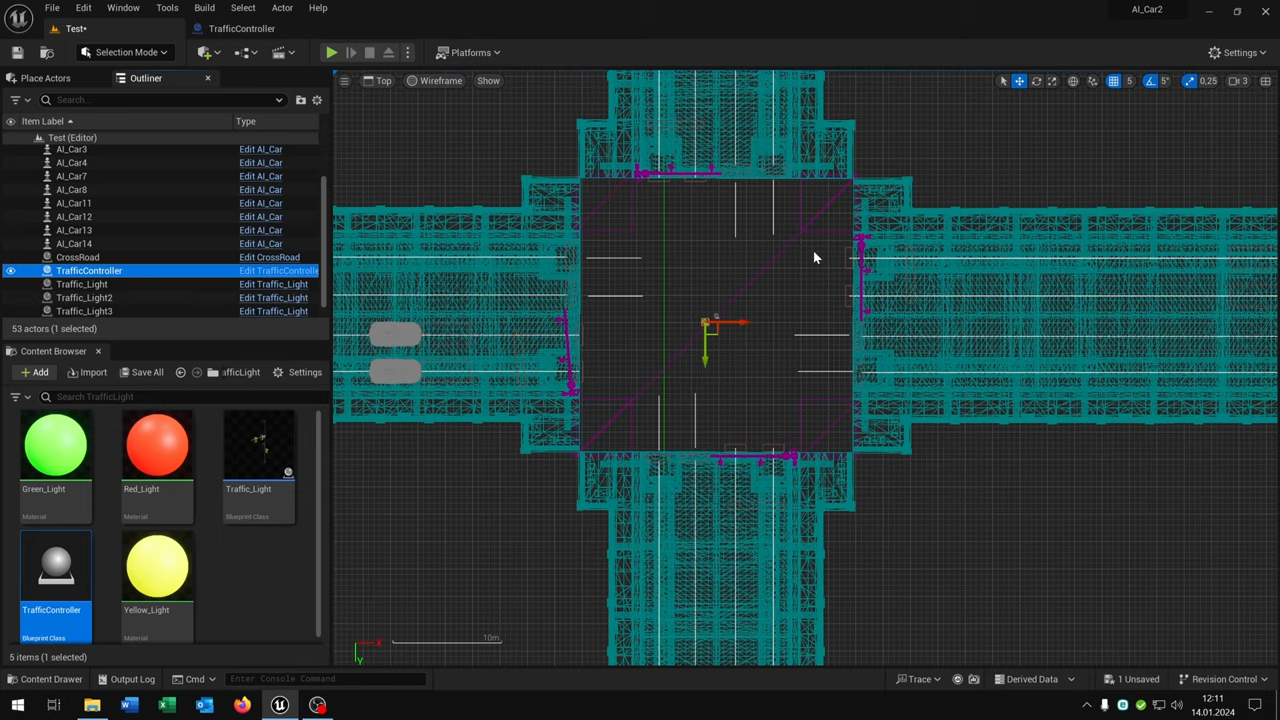 File Edit Window Tools Build Select Actor Help
AI_Car2
Test*
TrafficController
Selection Mode
Platforms
Settings
Place Actors
Outliner
Top
Wireframe
Show
5
5°
0,25
3
Search...
Item Label
Type
Test (Editor)
AI_Car3 Edit AI_Car
AI_Car4 Edit AI_Car
AI_Car7 Edit AI_Car
AI_Car8 Edit AI_Car
AI_Car11 Edit AI_Car
AI_Car12 Edit AI_Car
AI_Car13 Edit AI_Car
AI_Car14 Edit AI_Car
CrossRoad Edit CrossRoad
TrafficController Edit TrafficControlle
Traffic_Light Edit Traffic_Light
Traffic_Light2 Edit Traffic_Light
Traffic_Light3 Edit Traffic_Light
53 actors (1 selected)
Content Browser
Add
Import
Save All
afficLight
Settings
Search TrafficLight
Green_Light
Material
Red_Light
Material
Traffic_Light
Blueprint Class
TrafficController
Blueprint Class
Yellow_Light
Material
5 items (1 selected)
10m
X
Y
Content Drawer
Output Log
Cmd
Enter Console Command
Trace
Derived Data
1 Unsaved
Revision Control
12:11
14.01.2024